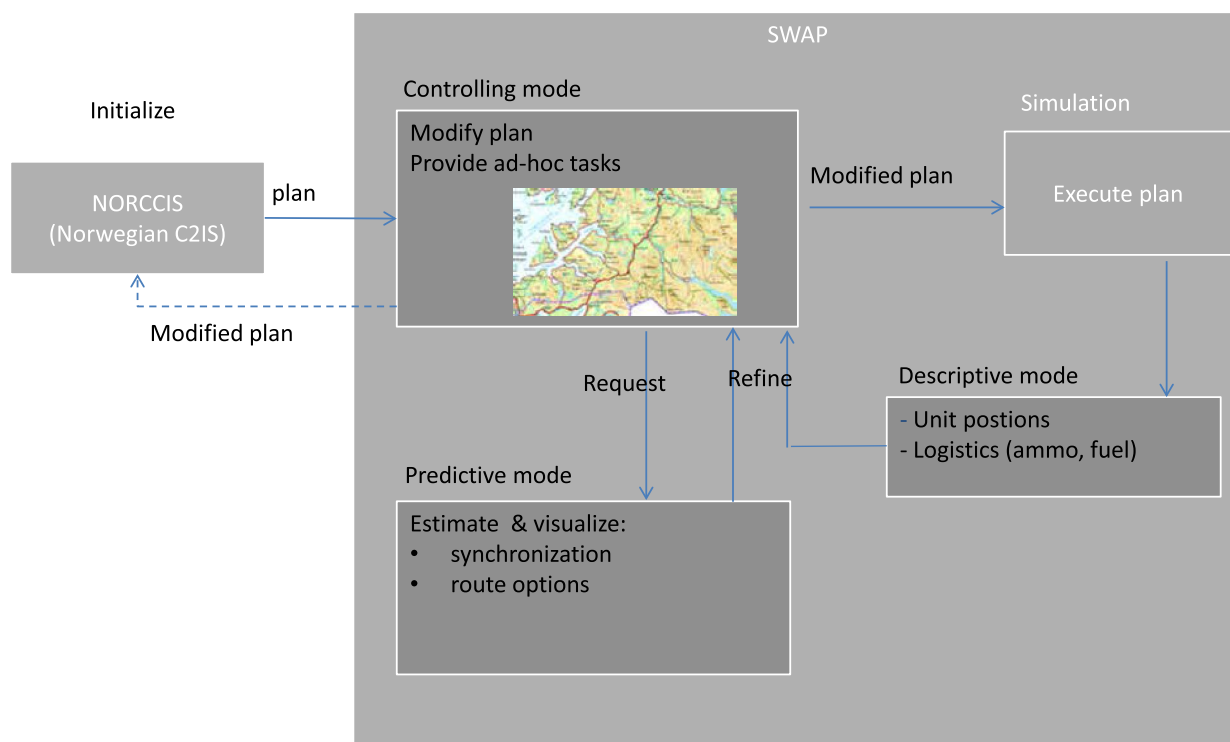 SWAP
Initialize
NORCCIS
(Norwegian C2IS)
plan
Modified plan
Controlling mode
Modify plan
Provide ad-hoc tasks
Modified plan
Simulation
Execute plan
Request
Refine
Descriptive mode
- Unit postions
- Logistics (ammo, fuel)
Predictive mode
Estimate & visualize:
• synchronization
• route options